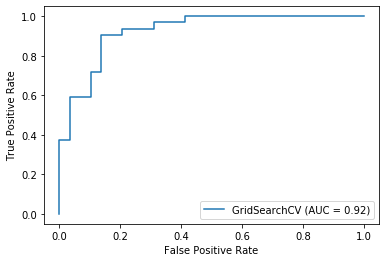 1.0
0.8
0.6
0.4
0.2
0.0
True Positive Rate
GridSearchCV (AUC = 0.92)
0.0 0.2 0.4 0.6 0.8 1.0
False Positive Rate